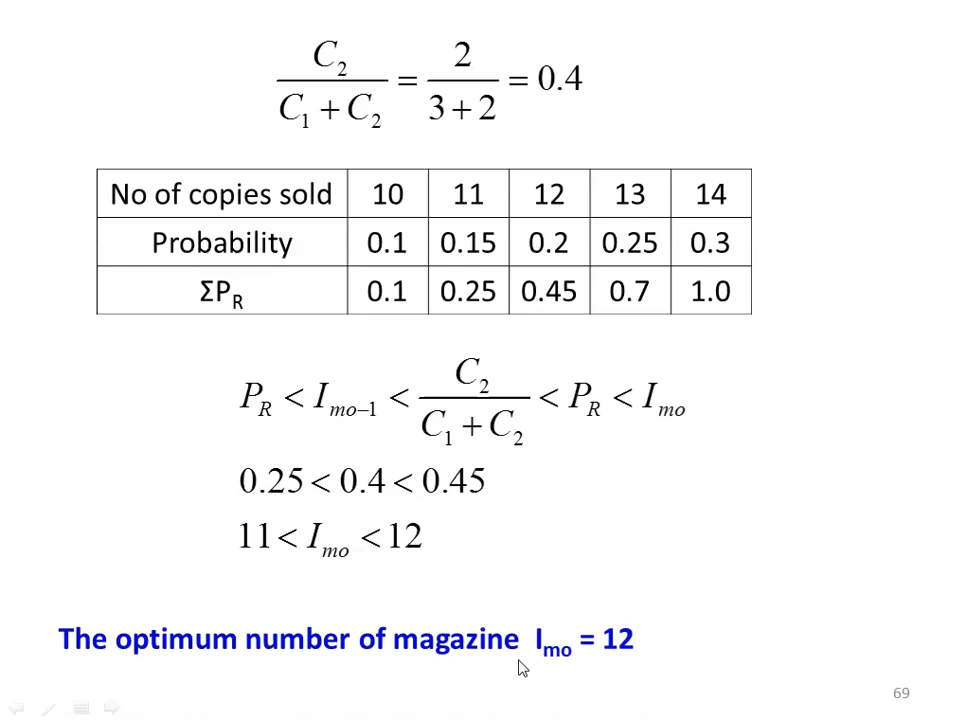 C₂ / (C₁ + C₂) = 2 / (3 + 2) = 0.4
No of copies sold 10 11 12 13 14
Probability 0.1 0.15 0.2 0.25 0.3
ΣP_R 0.1 0.25 0.45 0.7 1.0
P_R < I_mo−1 < C₂ / (C₁ + C₂) < P_R < I_mo
0.25 < 0.4 < 0.45
11 < I_mo < 12
The optimum number of magazine I_mo = 12
69